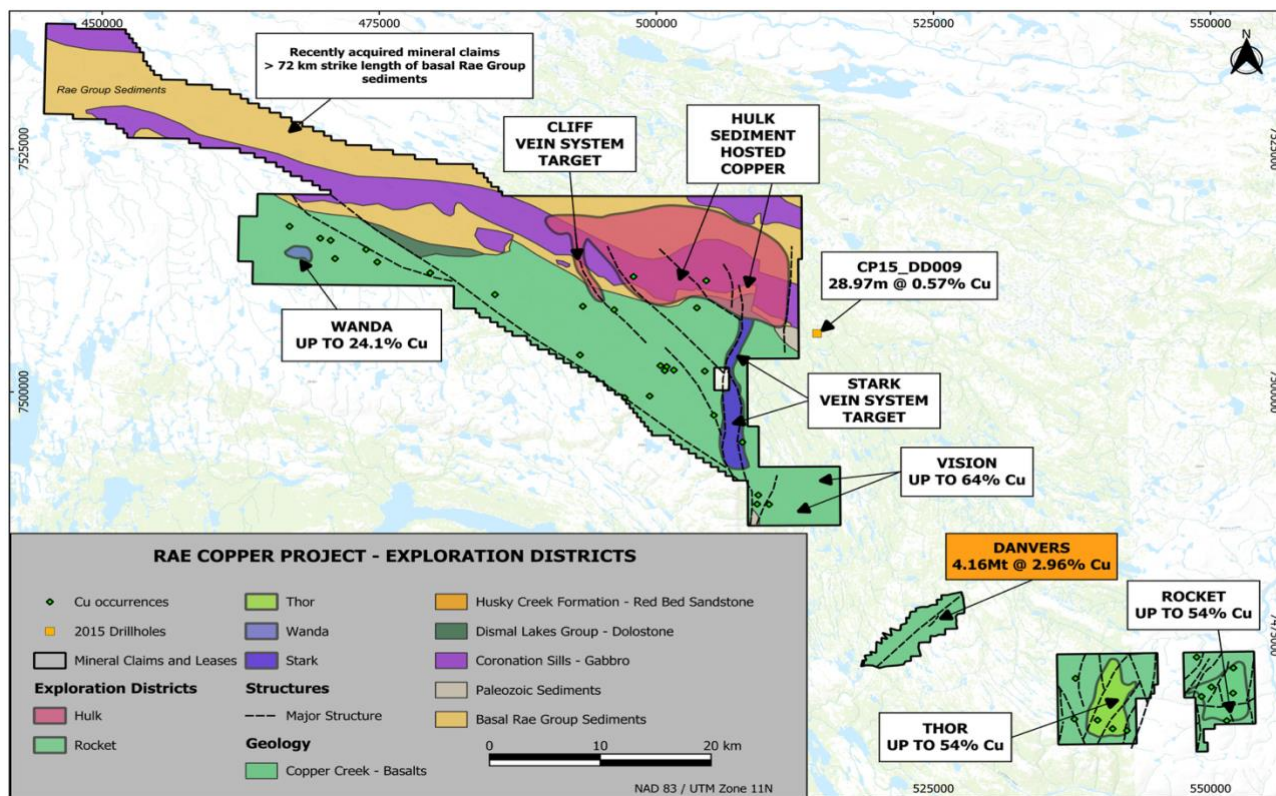 450000
475000
500000
525000
550000
Recently acquired mineral claims
> 72 km strike length of basal Rae Group
sediments
Rae Group Sediments
7525000
7525000
CLIFF
VEIN SYSTEM
TARGET
HULK
SEDIMENT
HOSTED
COPPER
CP15_DD009
28.97m @ 0.57% Cu
WANDA
UP TO 24.1% Cu
7500000
7500000
STARK
VEIN SYSTEM
TARGET
VISION
UP TO 64% Cu
DANVERS
4.16Mt @ 2.96% Cu
ROCKET
UP TO 54% Cu
7475000
THOR
UP TO 54% Cu
RAE COPPER PROJECT - EXPLORATION DISTRICTS
Cu occurrences
2015 Drillholes
Mineral Claims and Leases
Exploration Districts
Hulk
Rocket
Thor
Wanda
Stark
Structures
Major Structure
Geology
Copper Creek - Basalts
Husky Creek Formation - Red Bed Sandstone
Dismal Lakes Group - Dolostone
Coronation Sills - Gabbro
Paleozoic Sediments
Basal Rae Group Sediments
0 10 20 km
NAD 83 / UTM Zone 11N
525000
550000